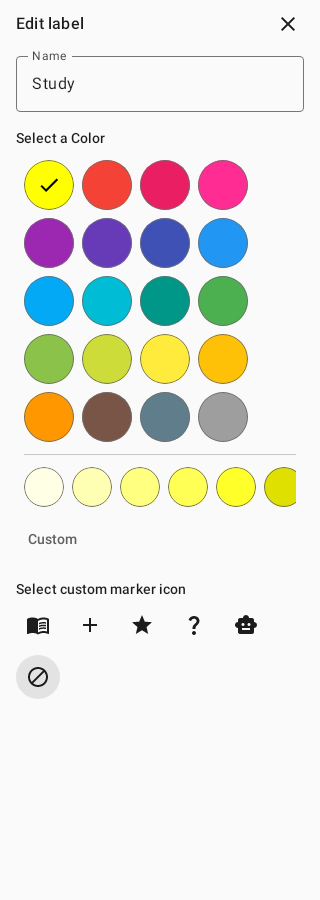 Edit label
Name
Study
Select a Color
Custom
Select custom marker icon